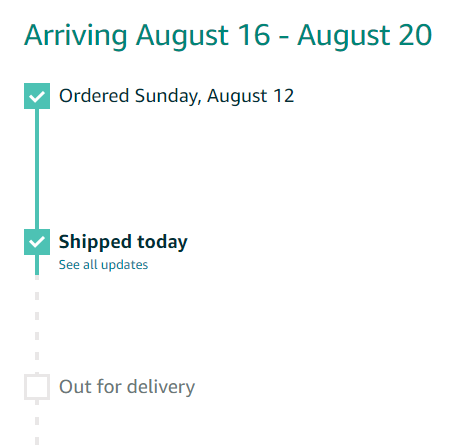 Arriving August 16 - August 20
Ordered Sunday, August 12
Shipped today
See all updates
Out for delivery